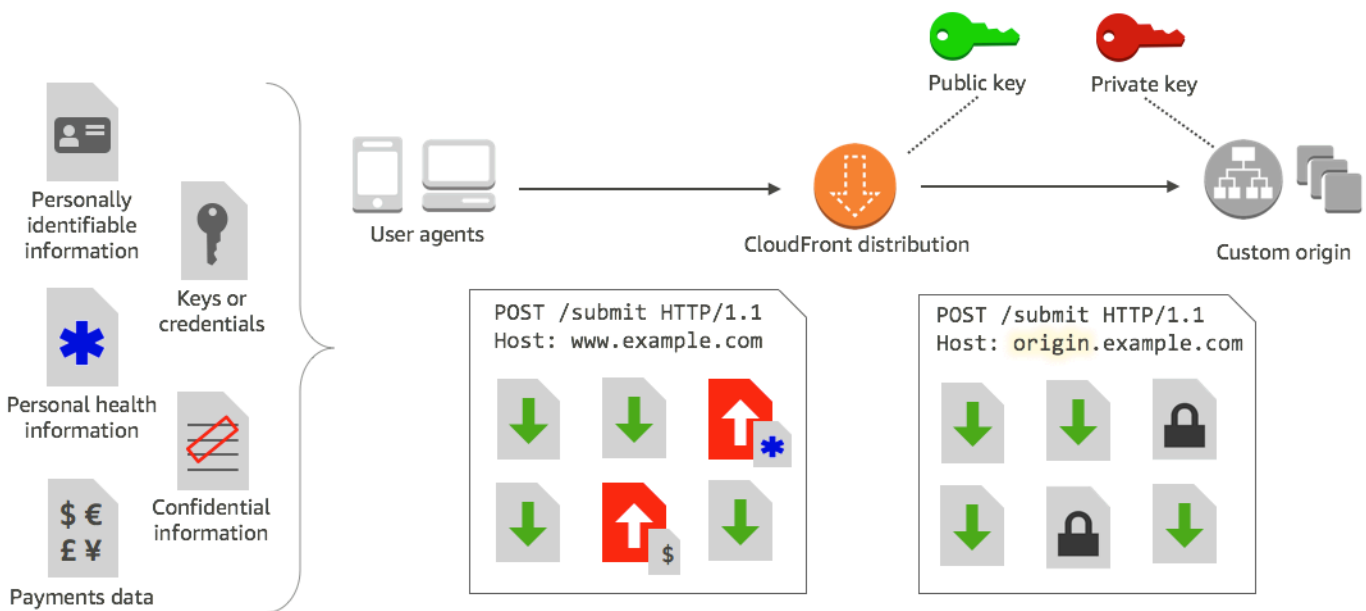 Public key
Private key
Personally
identifiable
information
User agents
CloudFront distribution
Custom origin
Keys or
credentials
Personal health
information
Confidential
information
$ €
£ ¥
Payments data
POST /submit HTTP/1.1
Host: www.example.com
$
POST /submit HTTP/1.1
Host: origin.example.com